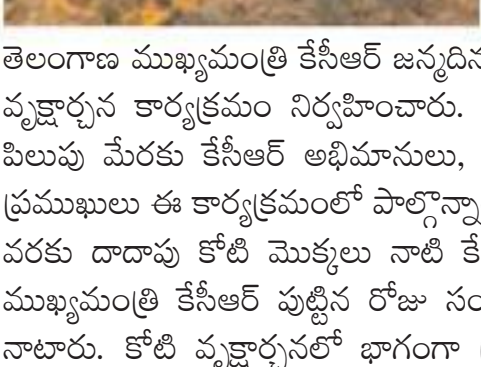 తెలంగాణ ముఖ్యమంత్రి కేసీఆర్ జన్మదిన
వృక్షార్చన కార్యక్రమం నిర్వహించారు.
పిలుపు మేరకు కేసీఆర్ అభిమానులు,
ప్రముఖులు ఈ కార్యక్రమంలో పాల్గొన్నా
వరకు దాదాపు కోటి మొక్కలు నాటి కే
ముఖ్యమంత్రి కేసీఆర్ పుట్టిన రోజు సం
నాటారు. కోటి వృక్షార్చనలో భాగంగా